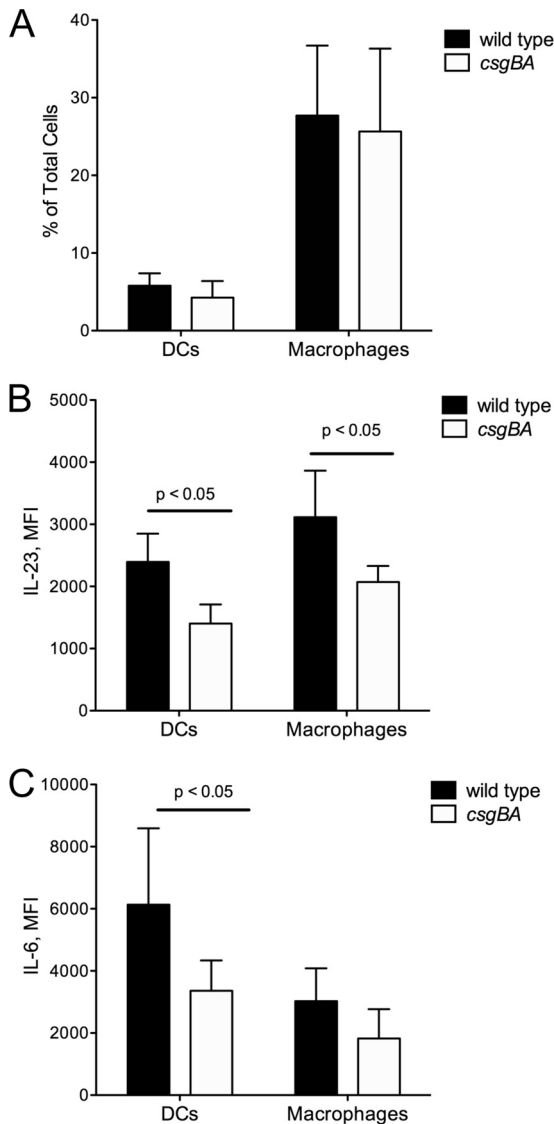 A
wild type
csgBA
% of Total Cells
40
30
20
10
0
DCs
Macrophages
B
wild type
csgBA
IL-23, MFI
5000
4000
3000
2000
1000
0
p < 0.05
p < 0.05
DCs
Macrophages
C
wild type
csgBA
IL-6, MFI
10000
8000
6000
4000
2000
0
p < 0.05
DCs
Macrophages